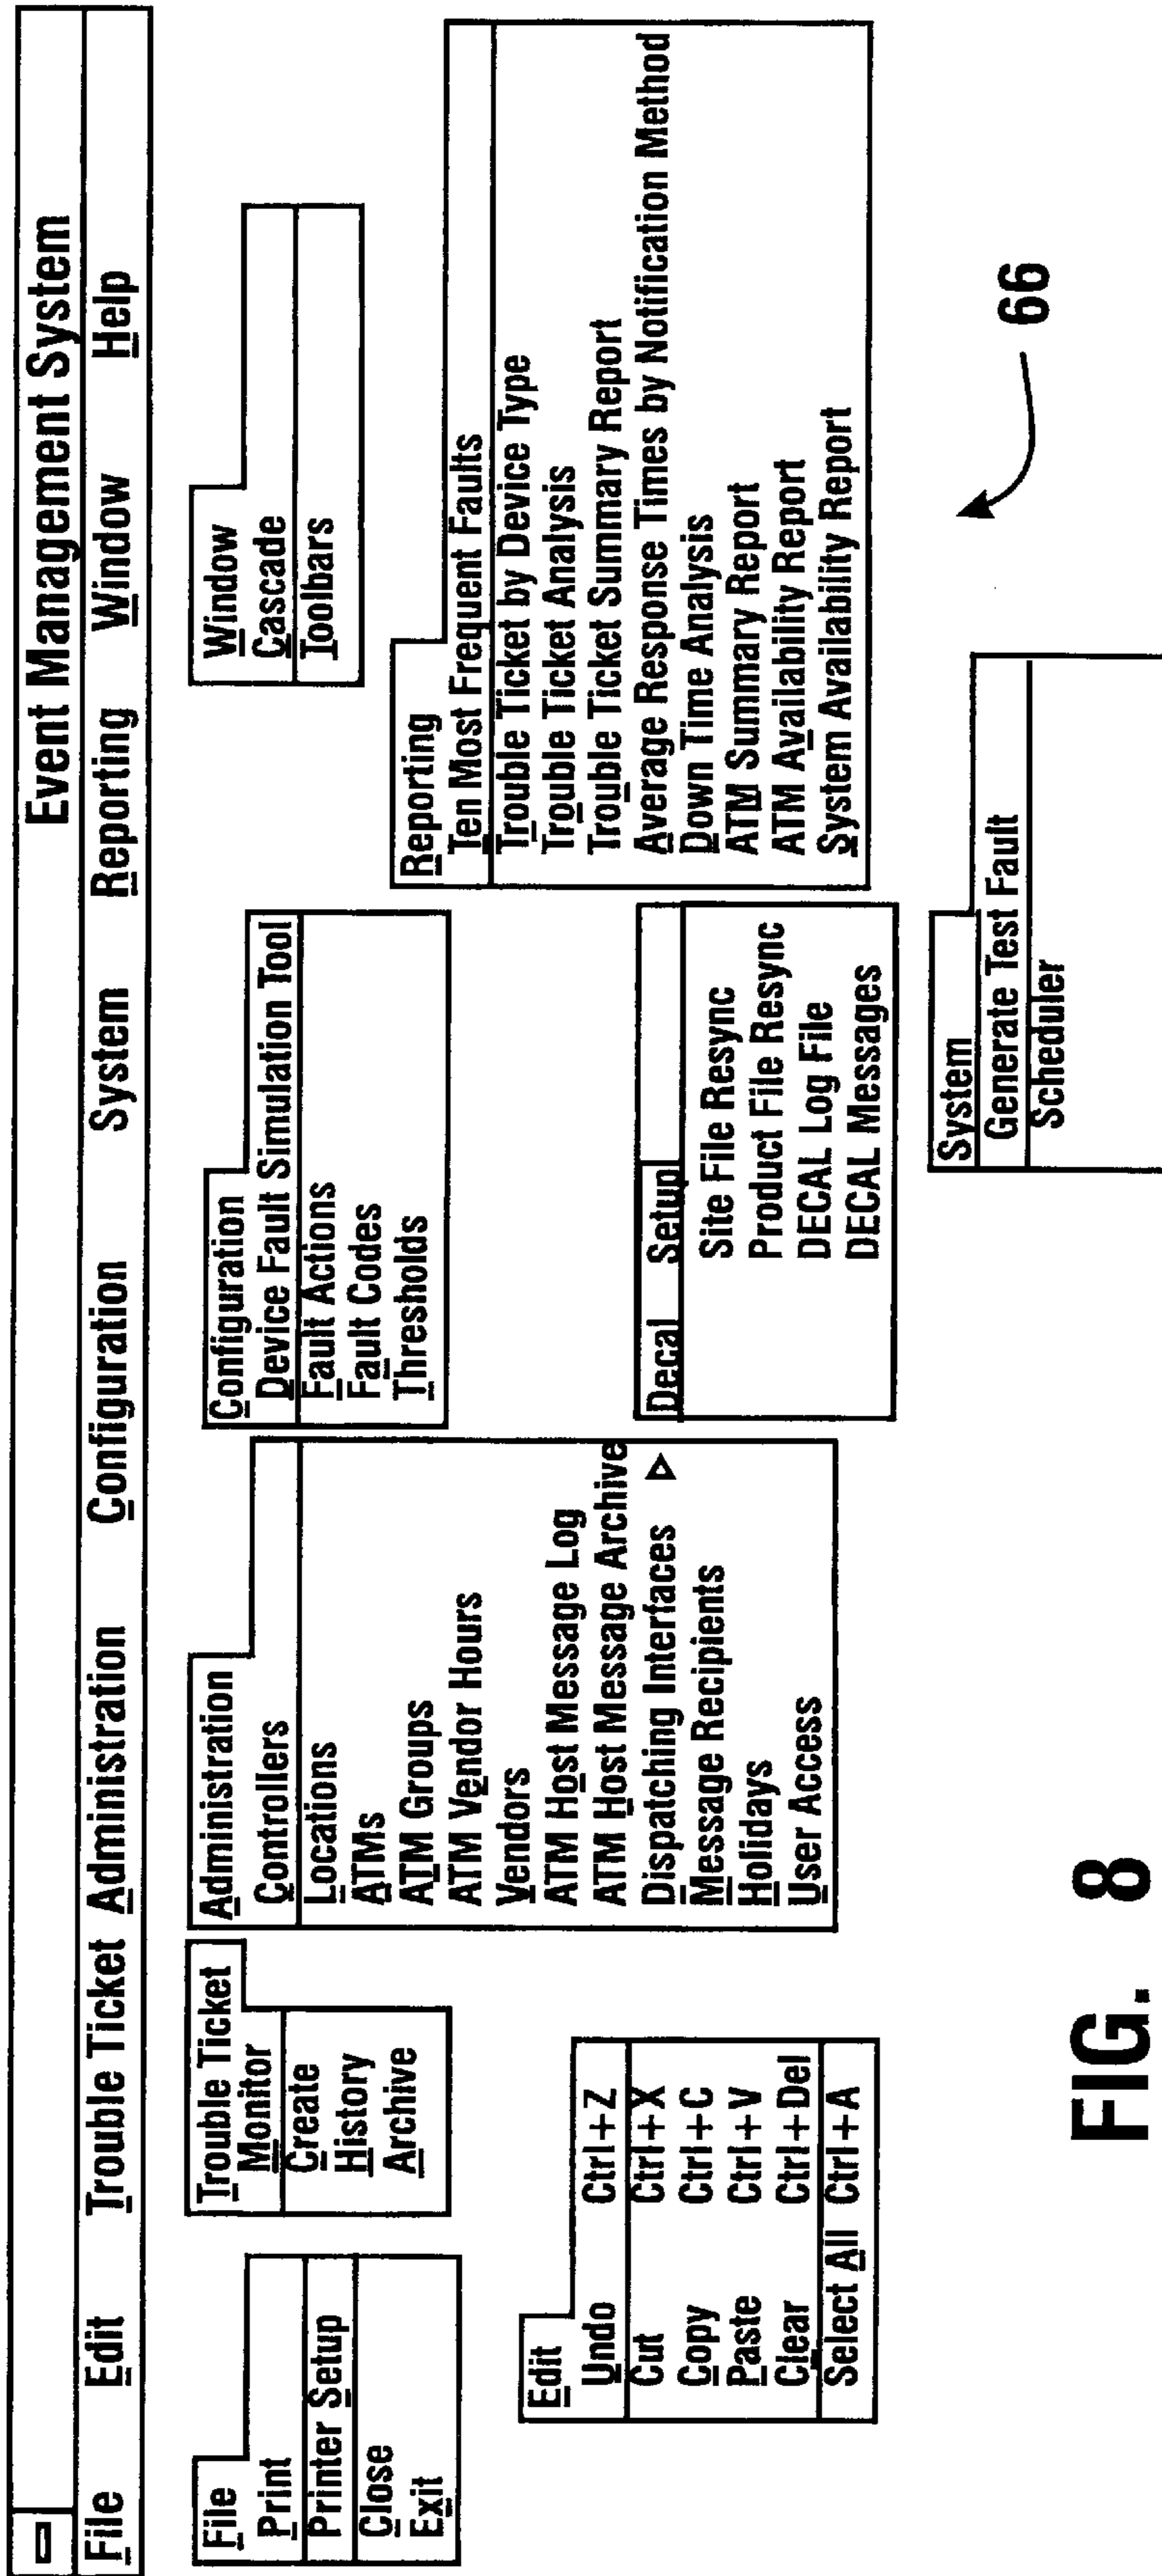 Event Management System
File Edit Trouble Ticket Administration Configuration System Reporting Window Help
File
Print
Printer Setup
Close
Exit
Edit
Undo Ctrl+Z
Cut Ctrl+X
Copy Ctrl+C
Paste Ctrl+V
Clear Ctrl+Del
Select All Ctrl+A
Trouble Ticket
Monitor
Create
History
Archive
Administration
Controllers
Locations
ATMs
ATM Groups
ATM Vendor Hours
Vendors
ATM Host Message Log
ATM Host Message Archive
Dispatching Interfaces
Message Recipients
Holidays
User Access
Configuration
Device Fault Simulation Tool
Fault Actions
Fault Codes
Thresholds
Decal Setup
Site File Resync
Product File Resync
DECAL Log File
DECAL Messages
System
Generate Test Fault
Scheduler
Window
Cascade
Toolbars
Reporting
Ten Most Frequent Faults
Trouble Ticket by Device Type
Trouble Ticket Analysis
Trouble Ticket Summary Report
Average Response Times by Notification Method
Down Time Analysis
ATM Summary Report
ATM Availability Report
System Availability Report
66
FIG. 8